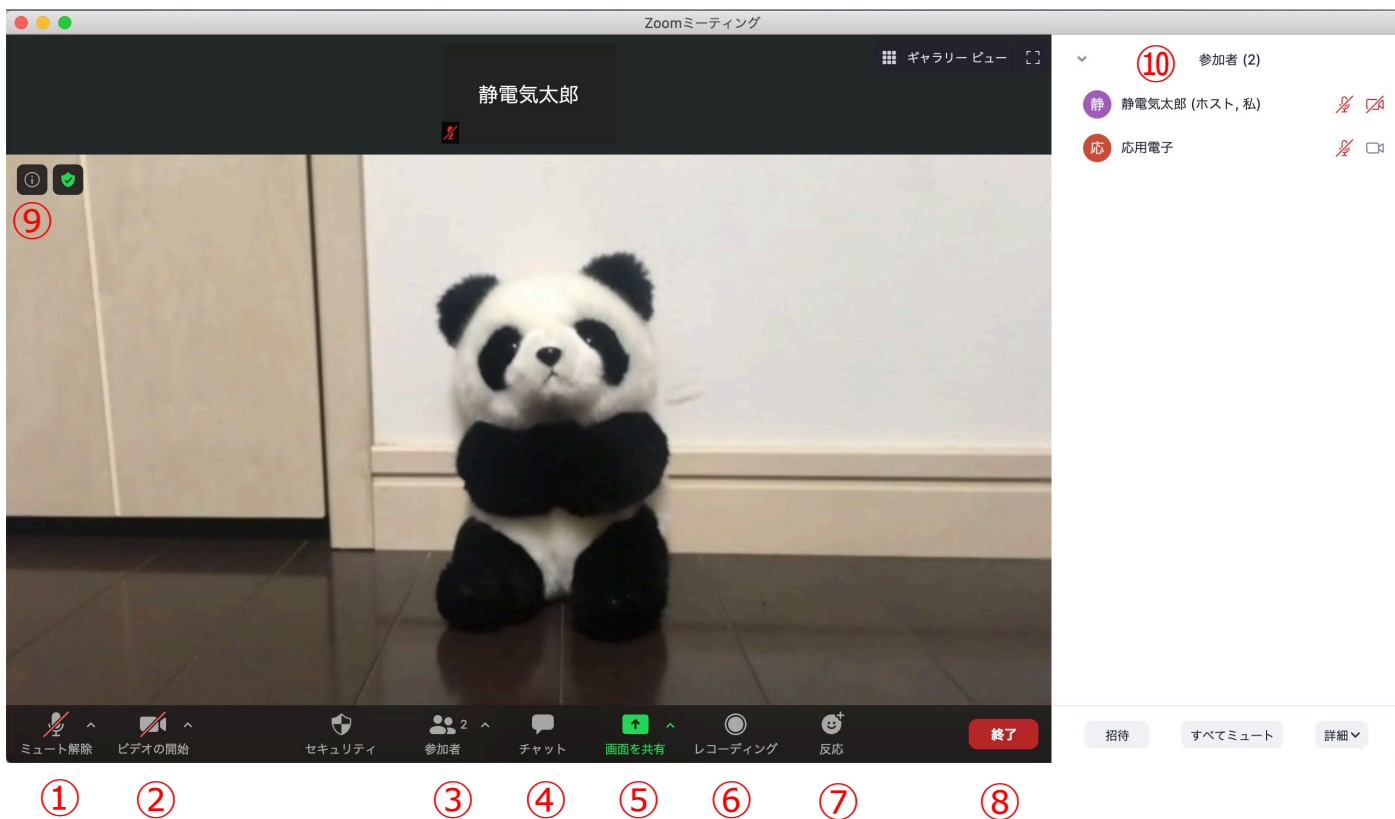 Zoomミーティング
静電気太郎
ギャラリー ビュー
⑩
参加者 (2)
静 静電気太郎 (ホスト, 私)
応 応用電子
⑨
ミュート解除
ビデオの開始
セキュリティ
2
参加者
チャット
画面を共有
レコーディング
反応
終了
招待
すべてミュート
詳細
① ② ③ ④ ⑤ ⑥ ⑦ ⑧